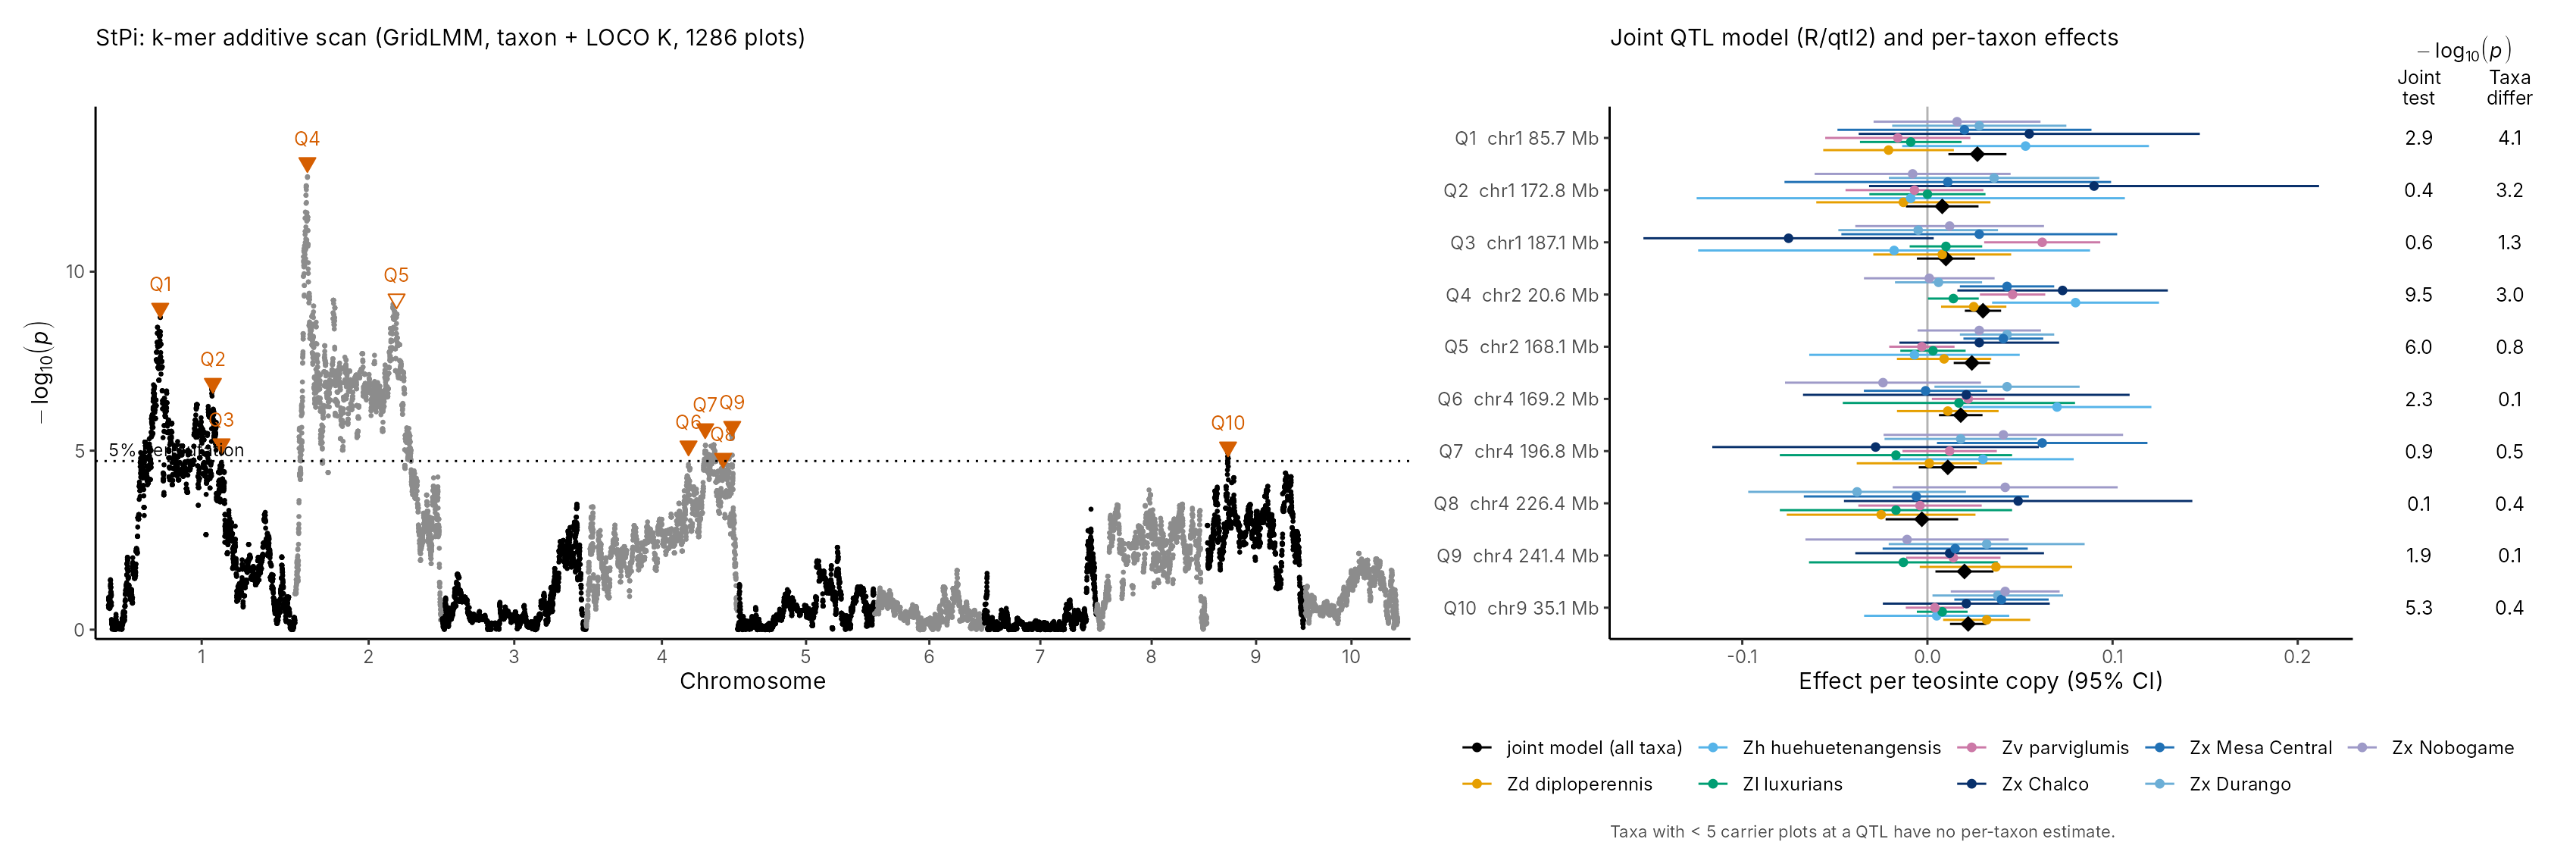 StPi: k-mer additive scan (GridLMM, taxon + LOCO K, 1286 plots)
− log10(p)
10
5
0
Q1
Q2
Q3
Q4
Q5
Q6
Q7
Q8
Q9
Q10
5% permutation
1 2 3 4 5 6 7 8 9 10
Chromosome
Joint QTL model (R/qtl2) and per-taxon effects
− log10(p)
Joint test
Taxa differ
Q1 chr1 85.7 Mb 2.9 4.1
Q2 chr1 172.8 Mb 0.4 3.2
Q3 chr1 187.1 Mb 0.6 1.3
Q4 chr2 20.6 Mb 9.5 3.0
Q5 chr2 168.1 Mb 6.0 0.8
Q6 chr4 169.2 Mb 2.3 0.1
Q7 chr4 196.8 Mb 0.9 0.5
Q8 chr4 226.4 Mb 0.1 0.4
Q9 chr4 241.4 Mb 1.9 0.1
Q10 chr9 35.1 Mb 5.3 0.4
-0.1 0.0 0.1 0.2
Effect per teosinte copy (95% CI)
joint model (all taxa) Zh huehuetenangensis Zv parviglumis Zx Mesa Central Zx Nobogame
Zd diploperennis Zl luxurians Zx Chalco Zx Durango
Taxa with < 5 carrier plots at a QTL have no per-taxon estimate.